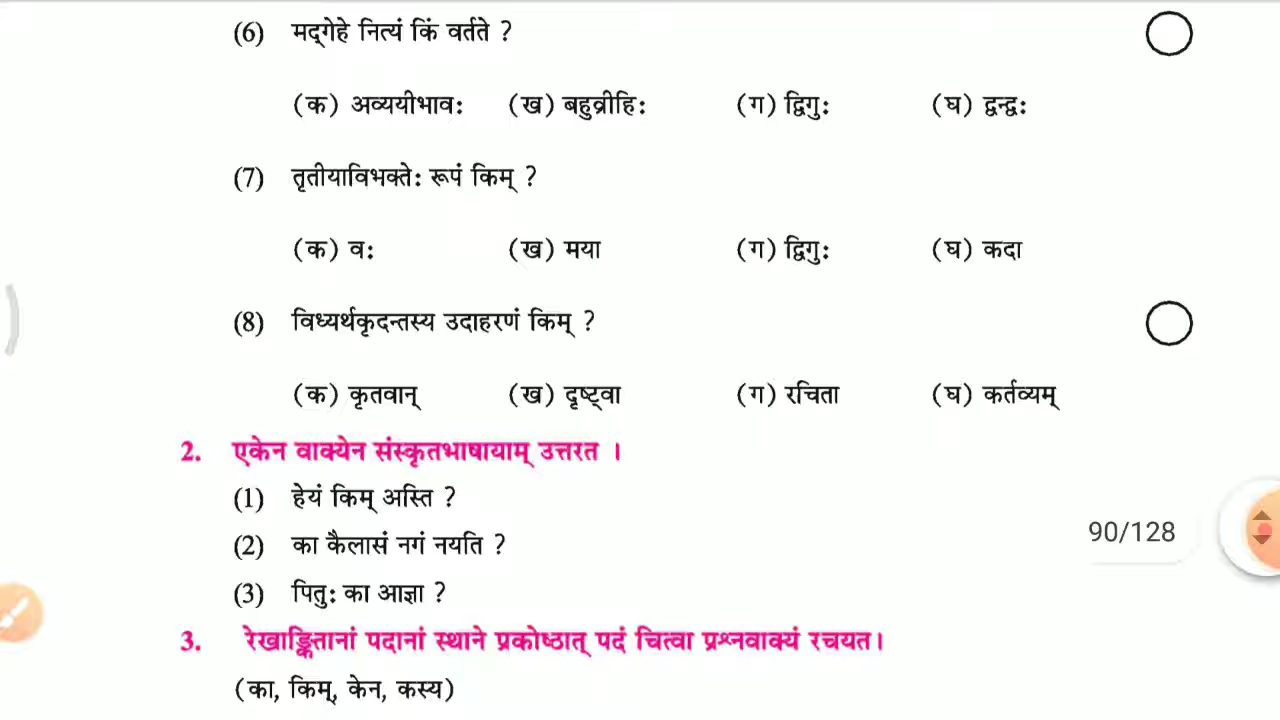 (6) मद्‌गेहे नित्यं किं वर्तते ?
(क) अव्ययीभावः (ख) बहुव्रीहिः (ग) द्विगुः (घ) द्वन्द्वः
(7) तृतीयाविभक्तेः रूपं किम् ?
(क) वः (ख) मया (ग) द्विगुः (घ) कदा
(8) विध्यर्थकृदन्तस्य उदाहरणं किम् ?
(क) कृतवान् (ख) दृष्ट्वा (ग) रचिता (घ) कर्तव्यम्
2. एकेन वाक्येन संस्कृतभाषायाम् उत्तरत ।
(1) हेयं किम् अस्ति ?
(2) का कैलासं नगं नयति ?
90/128
(3) पितुः का आज्ञा ?
3. रेखाङ्कितानां पदानां स्थाने प्रकोष्ठात् पदं चित्वा प्रश्नवाक्यं रचयत।
(का, किम्, केन, कस्य)